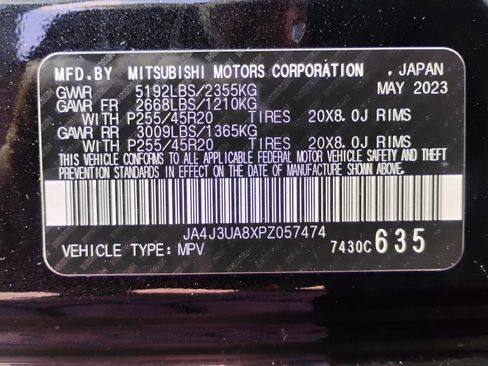 MFD.BY MITSUBISHI MOTORS CORPORATION , JAPAN
GVWR 5192LBS/2355KG MAY 2023
GAWR FR 2668LBS/1210KG
WITH P255/45R20 TIRES 20X8.0J RIMS
GAWR RR 3009LBS/1365KG
WITH P255/45R20 TIRES 20X8.0J RIMS
THIS VEHICLE CONFORMS TO ALL APPLICABLE FEDERAL MOTOR VEHICLE SAFETY AND THEFT
PREVENTION STANDARDS IN EFFECT ON THE DATE OF MANUFACTURE SHOWN ABOVE.
JA4J3UA8XPZ057474
VEHICLE TYPE: MPV 7430C 635